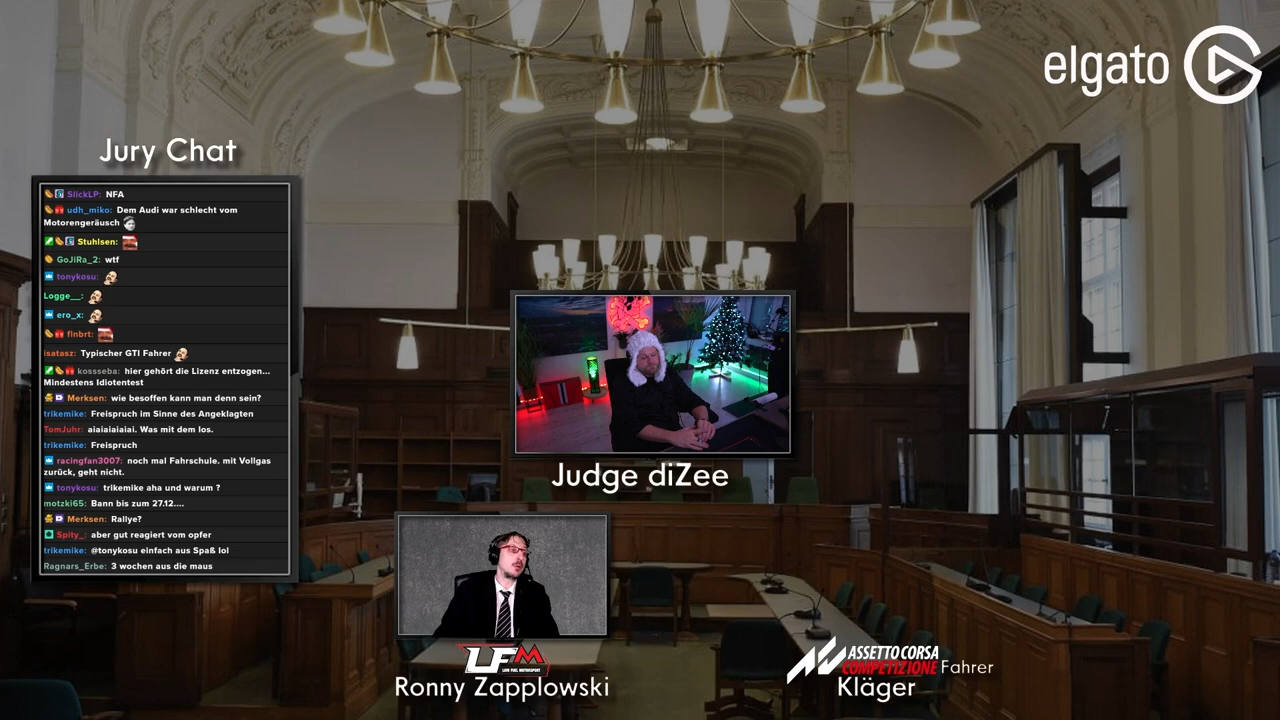 elgato
Jury Chat
SlickLP: NFA
udh_miko: Dem Audi war schlecht vom
Motorengeräusch
Stuhlsen:
GoJiRa_2: wtf
tonykosu:
Logge__:
ero_x:
flnbrt:
isatasz: Typischer GTI Fahrer
kossseba: hier gehört die Lizenz entzogen...
Mindestens Idiotentest
Merksen: wie besoffen kann man denn sein?
trikemike: Freispruch im Sinne des Angeklagten
TomJuhr: aiaiaiaiaiai. Was mit dem los.
trikemike: Freispruch
racingfan3007: noch mal Fahrschule. mit Vollgas
zurück, geht nicht.
tonykosu: trikemike aha und warum ?
motzki65: Bann bis zum 27.12....
Merksen: Rallye?
Spity_: aber gut reagiert vom opfer
trikemike: @tonykosu einfach aus Spaß lol
Ragnars_Erbe: 3 wochen aus die maus
Judge diZee
LFM
LOW FUEL MOTORSPORT
Ronny Zapplowski
ASSETTO CORSA
COMPETIZIONE Fahrer
Kläger